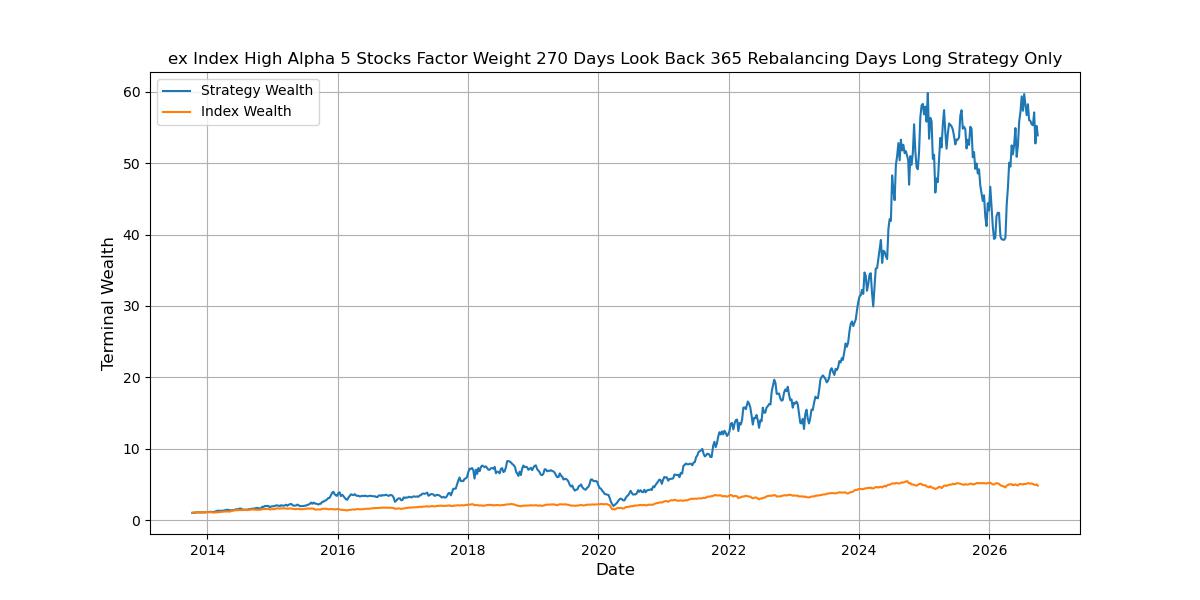 ex Index High Alpha 5 Stocks Factor Weight 270 Days Look Back 365 Rebalancing Days Long Strategy Only
Strategy Wealth
Index Wealth
Terminal Wealth
60
50
40
30
20
10
0
2014 2016 2018 2020 2022 2024 2026
Date